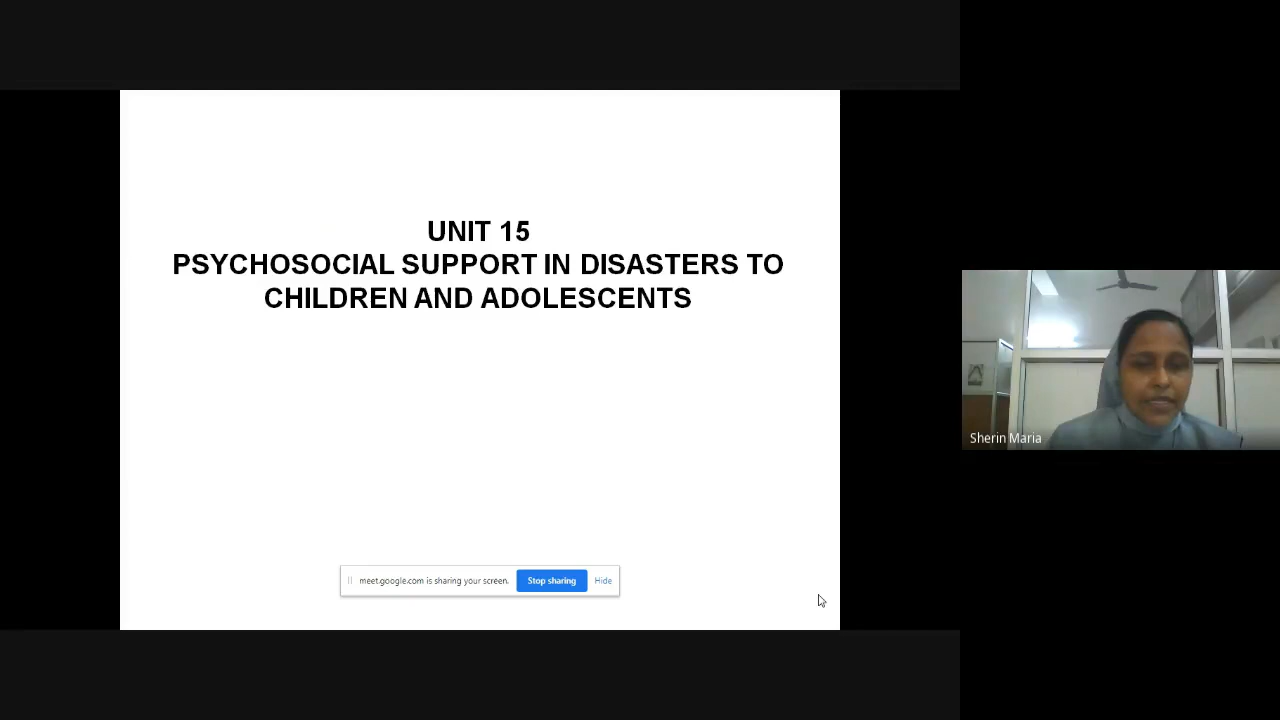 UNIT 15
PSYCHOSOCIAL SUPPORT IN DISASTERS TO
CHILDREN AND ADOLESCENTS
meet.google.com is sharing your screen.
Stop sharing
Hide
Sherin Maria